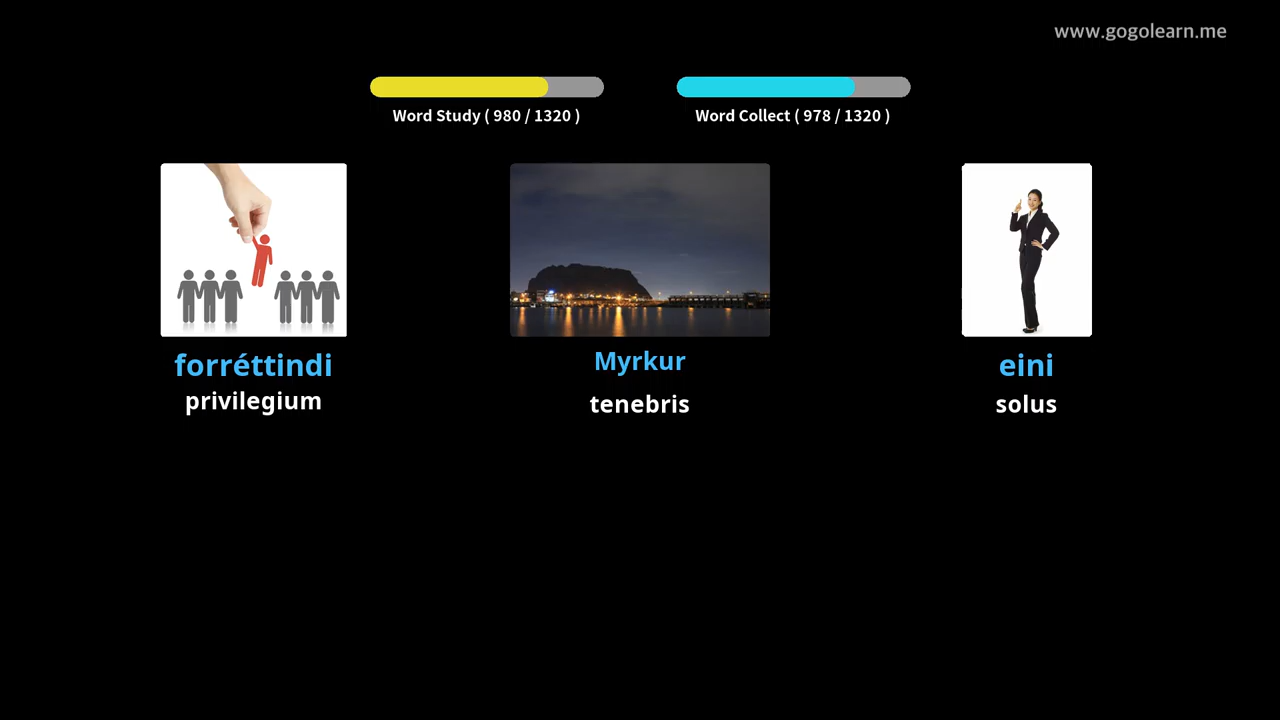 www.gogolearn.me
Word Study ( 980 / 1320 )
Word Collect ( 978 / 1320 )
forréttindi
privilegium
Myrkur
tenebris
eini
solus